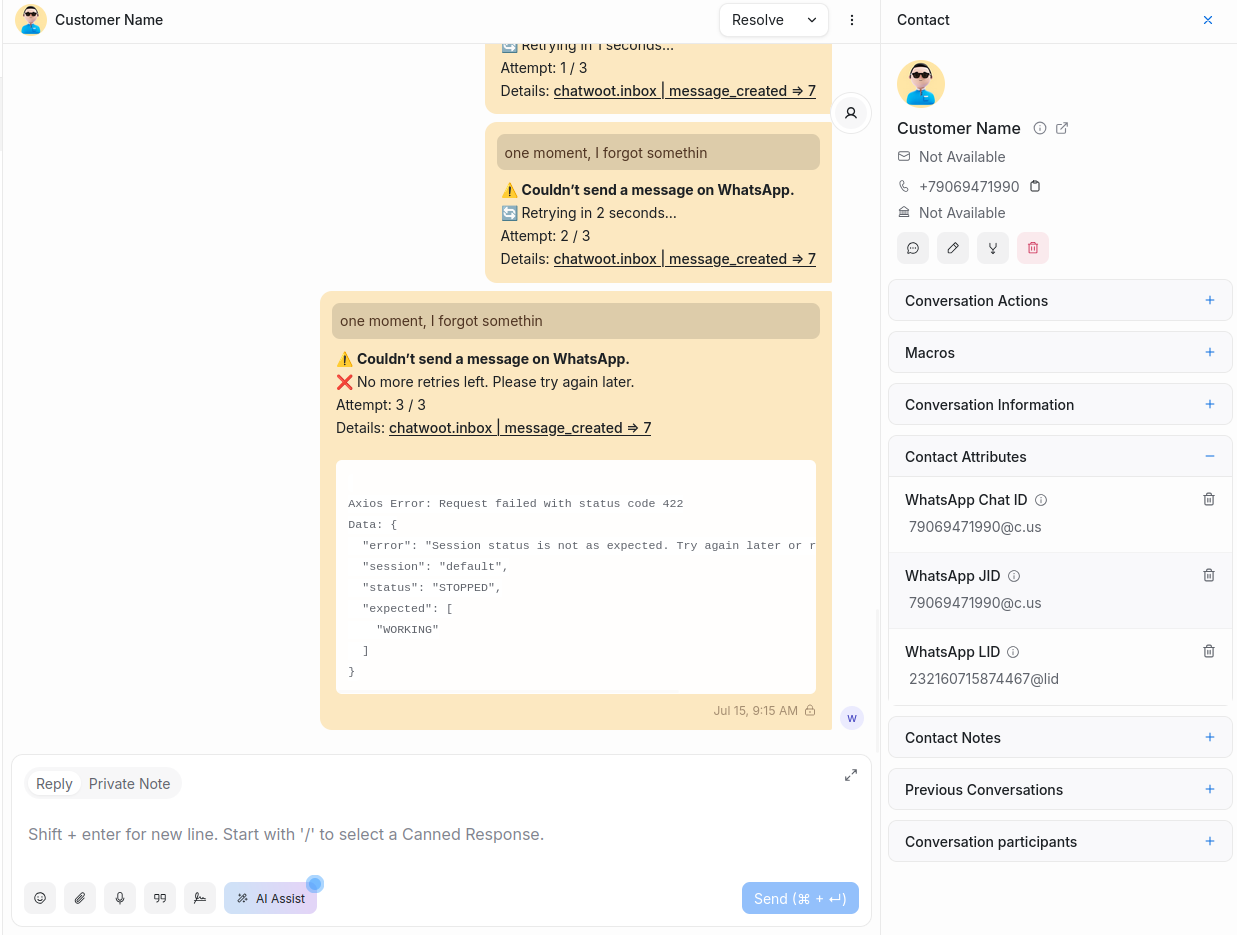 Customer Name
Resolve
Retrying in 1 seconds...
Attempt: 1 / 3
Details: chatwoot.inbox | message_created => 7
one moment, I forgot somethin
Couldn’t send a message on WhatsApp.
Retrying in 2 seconds...
Attempt: 2 / 3
Details: chatwoot.inbox | message_created => 7
one moment, I forgot somethin
Couldn’t send a message on WhatsApp.
No more retries left. Please try again later.
Attempt: 3 / 3
Details: chatwoot.inbox | message_created => 7
Axios Error: Request failed with status code 422
Data: {
"error": "Session status is not as expected. Try again later or r
"session": "default",
"status": "STOPPED",
"expected": [
"WORKING"
]
}
Jul 15, 9:15 AM
W
Reply Private Note
Shift + enter for new line. Start with '/' to select a Canned Response.
AI Assist
Send (⌘ + ↵)
Contact
Customer Name
Not Available
+79069471990
Not Available
Conversation Actions
Macros
Conversation Information
Contact Attributes
WhatsApp Chat ID
79069471990@c.us
WhatsApp JID
79069471990@c.us
WhatsApp LID
232160715874467@lid
Contact Notes
Previous Conversations
Conversation participants